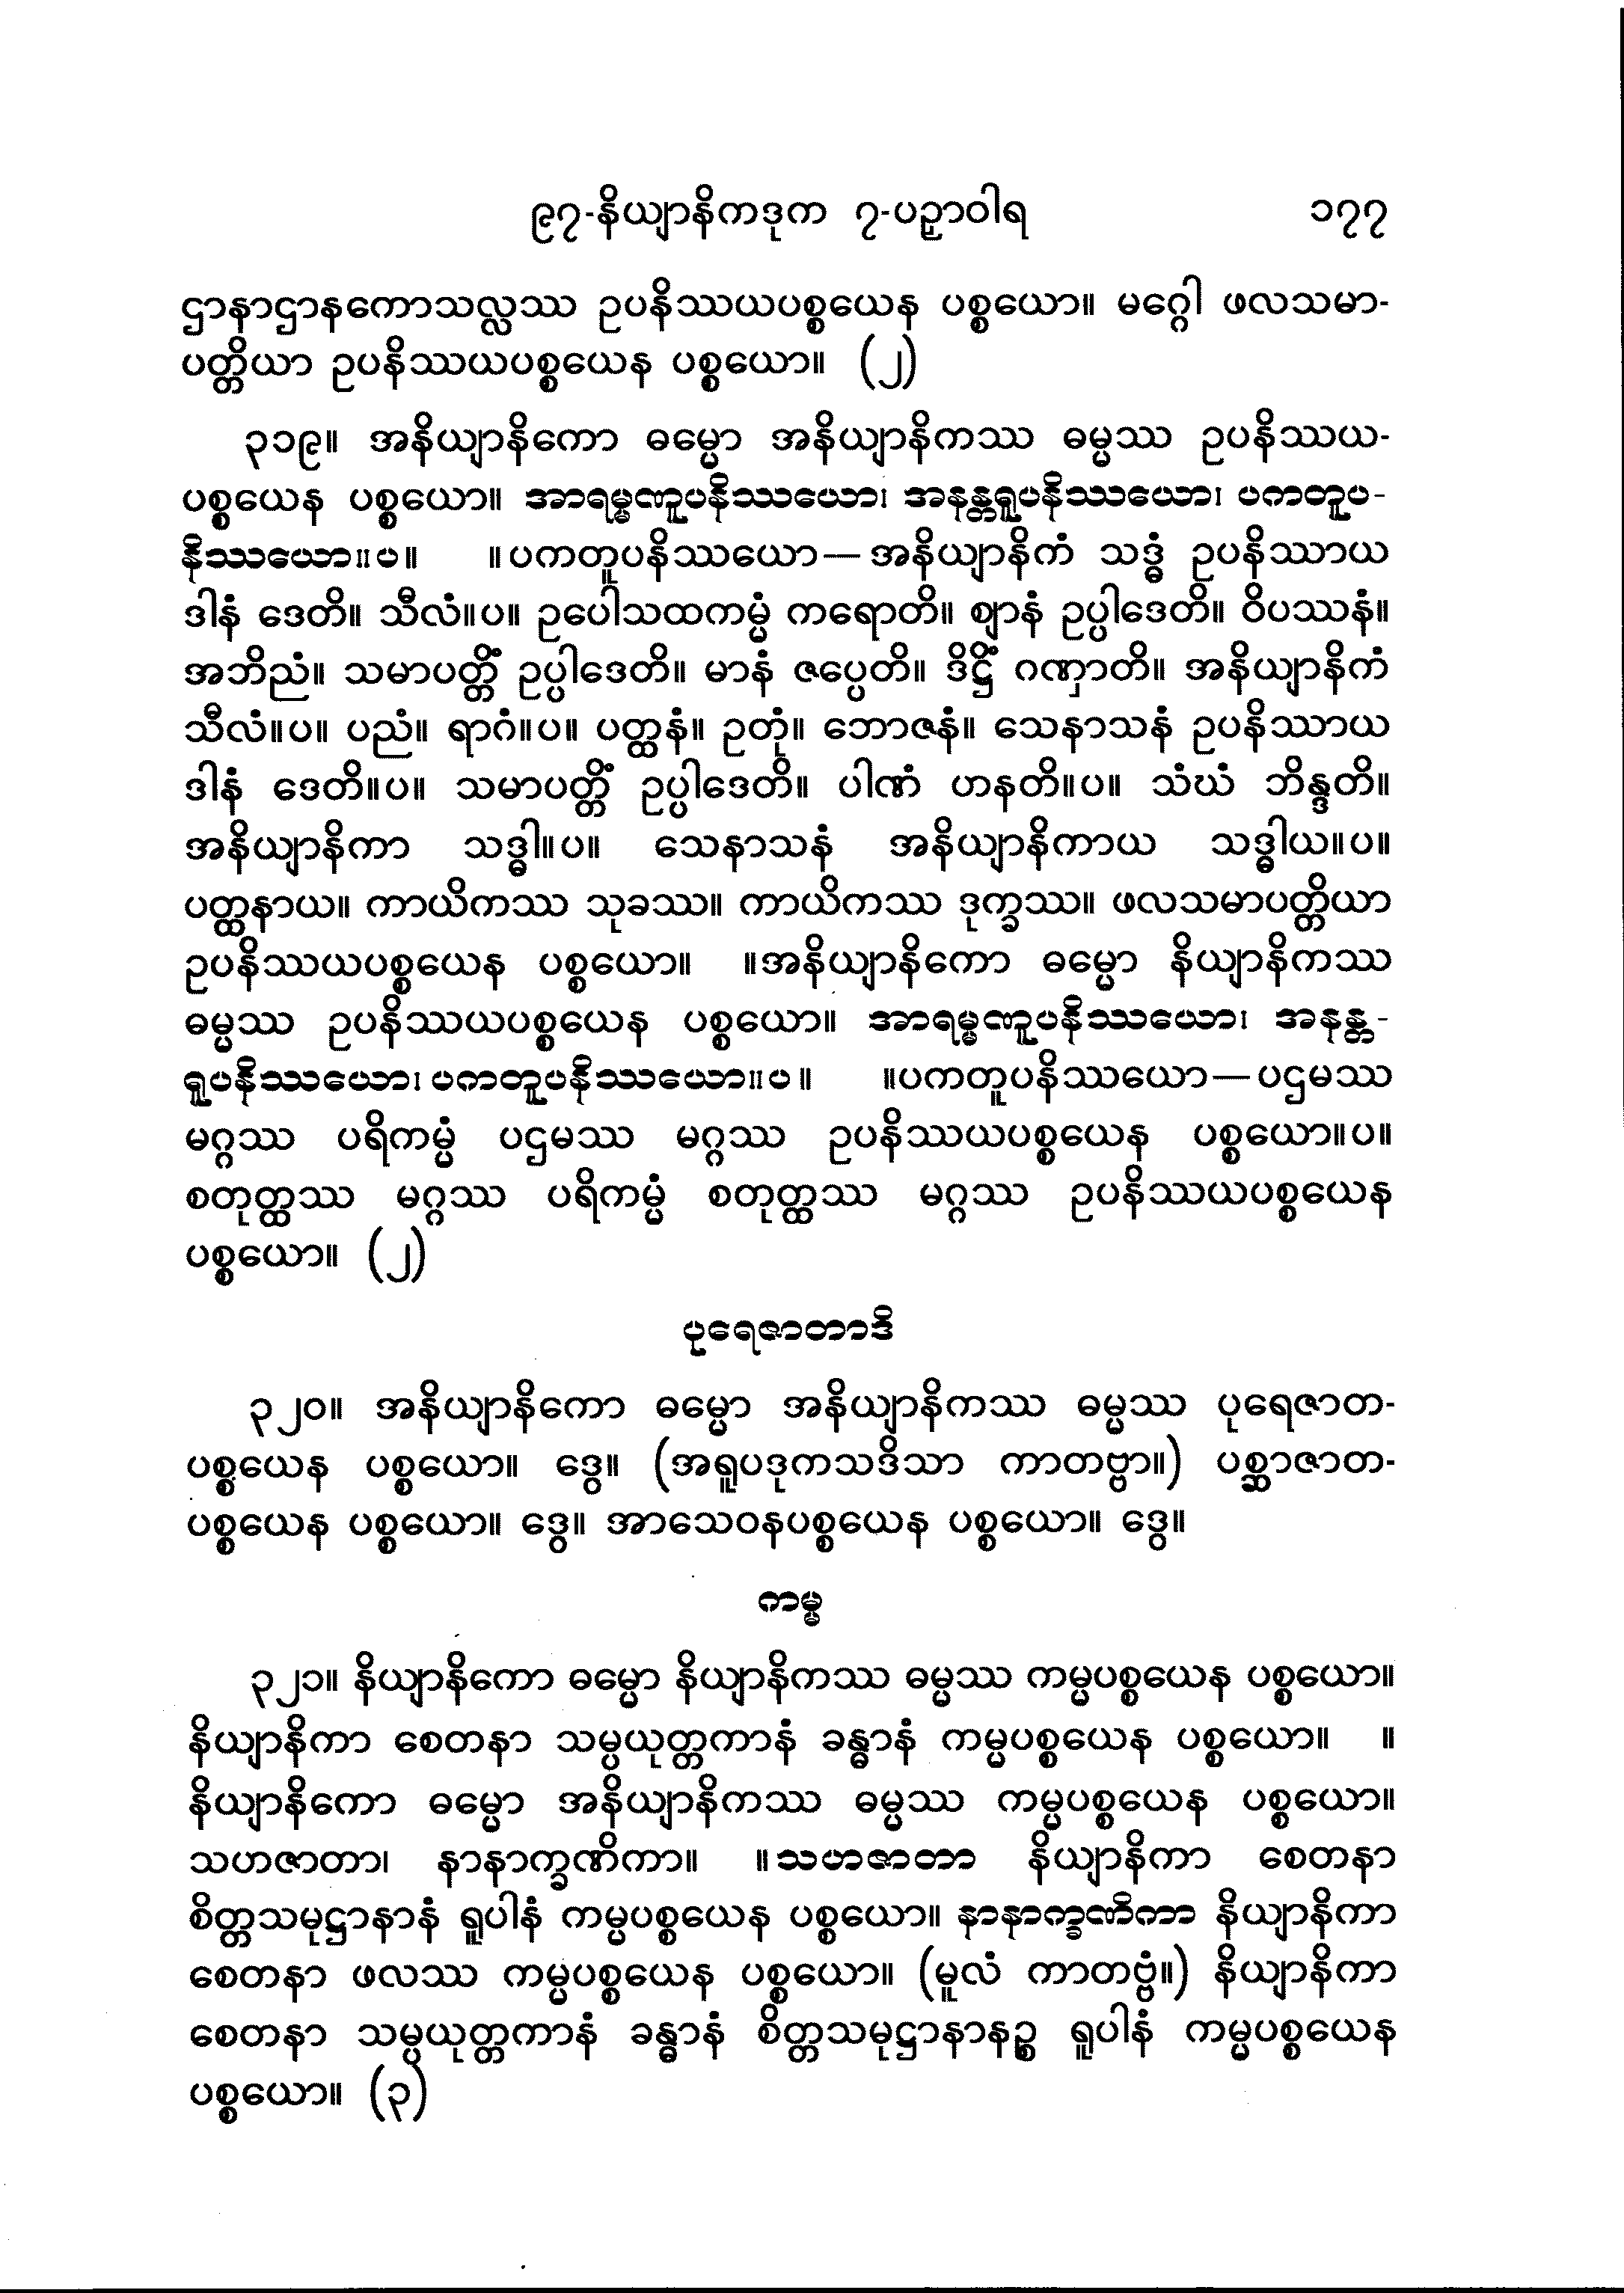 ၉၇-နိယျာနိကဒုက ၇-ပဉှာဝါရ ၁၇၇
ဌာနာဌာနကောသလ္လဿ ဥပနိဿယပစ္စယေန ပစ္စယော။ မဂ္ဂေါ ဖလသမာ-
ပတ္တိယာ ဥပနိဿယပစ္စယေန ပစ္စယော။ (၂)
၃၁၉။ အနိယျာနိကော ဓမ္မော အနိယျာနိကဿ ဓမ္မဿ ဥပနိဿယ-
ပစ္စယေန ပစ္စယော။ အာရမ္မဏူပနိဿယော၊ အနန္တရူပနိဿယော၊ ပကတူပ-
နိဿယော။ပ။ ။ပကတူပနိဿယော—အနိယျာနိကံ သဒ္ဓံ ဥပနိဿာယ
ဒါနံ ဒေတိ။ သီလံ။ပ။ ဥပေါသထကမ္မံ ကရောတိ။ ဈာနံ ဥပ္ပါဒေတိ။ ဝိပဿနံ။
အဘိညံ။ သမာပတ္တိံ ဥပ္ပါဒေတိ။ မာနံ ဇပ္ပေတိ။ ဒိဋ္ဌိံ ဂဏှာတိ။ အနိယျာနိကံ
သီလံ။ပ။ ပညံ။ ရာဂံ။ပ။ ပတ္ထနံ။ ဥတုံ။ ဘောဇနံ။ သေနာသနံ ဥပနိဿာယ
ဒါနံ ဒေတိ။ပ။ သမာပတ္တိံ ဥပ္ပါဒေတိ။ ပါဏံ ဟနတိ။ပ။ သံဃံ ဘိန္ဒတိ။
အနိယျာနိကာ သဒ္ဓါ။ပ။ သေနာသနံ အနိယျာနိကာယ သဒ္ဓါယ။ပ။
ပတ္ထနာယ။ ကာယိကဿ သုခဿ။ ကာယိကဿ ဒုက္ခဿ။ ဖလသမာပတ္တိယာ
ဥပနိဿယပစ္စယေန ပစ္စယော။ ။အနိယျာနိကော ဓမ္မော နိယျာနိကဿ
ဓမ္မဿ ဥပနိဿယပစ္စယေန ပစ္စယော။ အာရမ္မဏူပနိဿယော၊ အနန္တ-
ရူပနိဿယော၊ ပကတူပနိဿယော။ပ။ ။ပကတူပနိဿယော—ပဌမဿ
မဂ္ဂဿ ပရိကမ္မံ ပဌမဿ မဂ္ဂဿ ဥပနိဿယပစ္စယေန ပစ္စယော။ပ။
စတုတ္ထဿ မဂ္ဂဿ ပရိကမ္မံ စတုတ္ထဿ မဂ္ဂဿ ဥပနိဿယပစ္စယေန
ပစ္စယော။ (၂)
ပုရေဇာတာဒိ
၃၂၀။ အနိယျာနိကော ဓမ္မော အနိယျာနိကဿ ဓမ္မဿ ပုရေဇာတ-
ပစ္စယေန ပစ္စယော။ ဒွေ။ (အရူပဒုကသဒိသာ ကာတဗ္ဗာ။) ပစ္ဆာဇာတ-
ပစ္စယေန ပစ္စယော။ ဒွေ။ အာသေဝနပစ္စယေန ပစ္စယော။ ဒွေ။
ကမ္မ
၃၂၁။ နိယျာနိကော ဓမ္မော နိယျာနိကဿ ဓမ္မဿ ကမ္မပစ္စယေန ပစ္စယော။
နိယျာနိကာ စေတနာ သမ္ပယုတ္တကာနံ ခန္ဓာနံ ကမ္မပစ္စယေန ပစ္စယော။ ။
နိယျာနိကော ဓမ္မော အနိယျာနိကဿ ဓမ္မဿ ကမ္မပစ္စယေန ပစ္စယော။
သဟဇာတာ၊ နာနာက္ခဏိကာ။ ။သဟဇာတာ နိယျာနိကာ စေတနာ
စိတ္တသမုဋ္ဌာနာနံ ရူပါနံ ကမ္မပစ္စယေန ပစ္စယော။ နာနာက္ခဏိကာ နိယျာနိကာ
စေတနာ ဖလဿ ကမ္မပစ္စယေန ပစ္စယော။ (မူလံ ကာတဗ္ဗံ။) နိယျာနိကာ
စေတနာ သမ္ပယုတ္တကာနံ ခန္ဓာနံ စိတ္တသမုဋ္ဌာနာနဉ္စ ရူပါနံ ကမ္မပစ္စယေန
ပစ္စယော။ (၃)